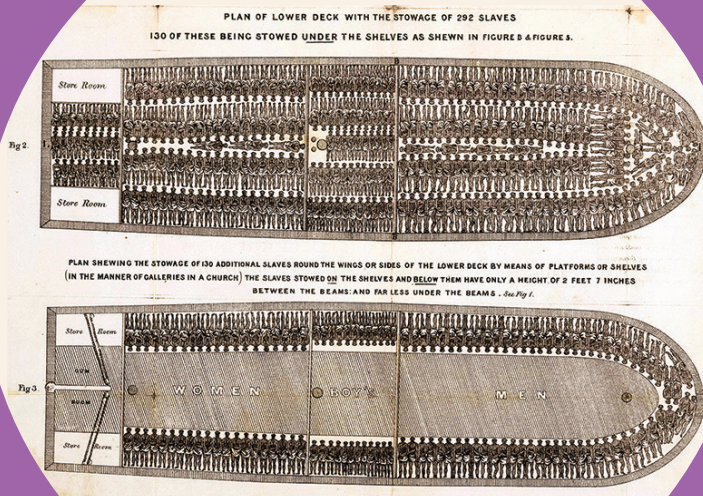 PLAN OF LOWER DECK WITH THE STOWAGE OF 292 SLAVES
130 OF THESE BEING STOWED UNDER THE SHELVES AS SHEWN IN FIGURE D & FIGURE 5.
Store Room
Fig 2.
Store Room
PLAN SHEWING THE STOWAGE OF 130 ADDITIONAL SLAVES ROUND THE WINGS OR SIDES OF THE LOWER DECK BY MEANS OF PLATFORMS OR SHELVES
(IN THE MANNER OF GALLERIES IN A CHURCH) THE SLAVES STOWED ON THE SHELVES AND BELOW THEM HAVE ONLY A HEIGHT OF 2 FEET 7 INCHES
BETWEEN THE BEAMS: AND FAR LESS UNDER THE BEAMS. See Fig 1.
Store Room
GUN
Fig 3.
WOMEN
BOYS
MEN
ROOM
Store Room